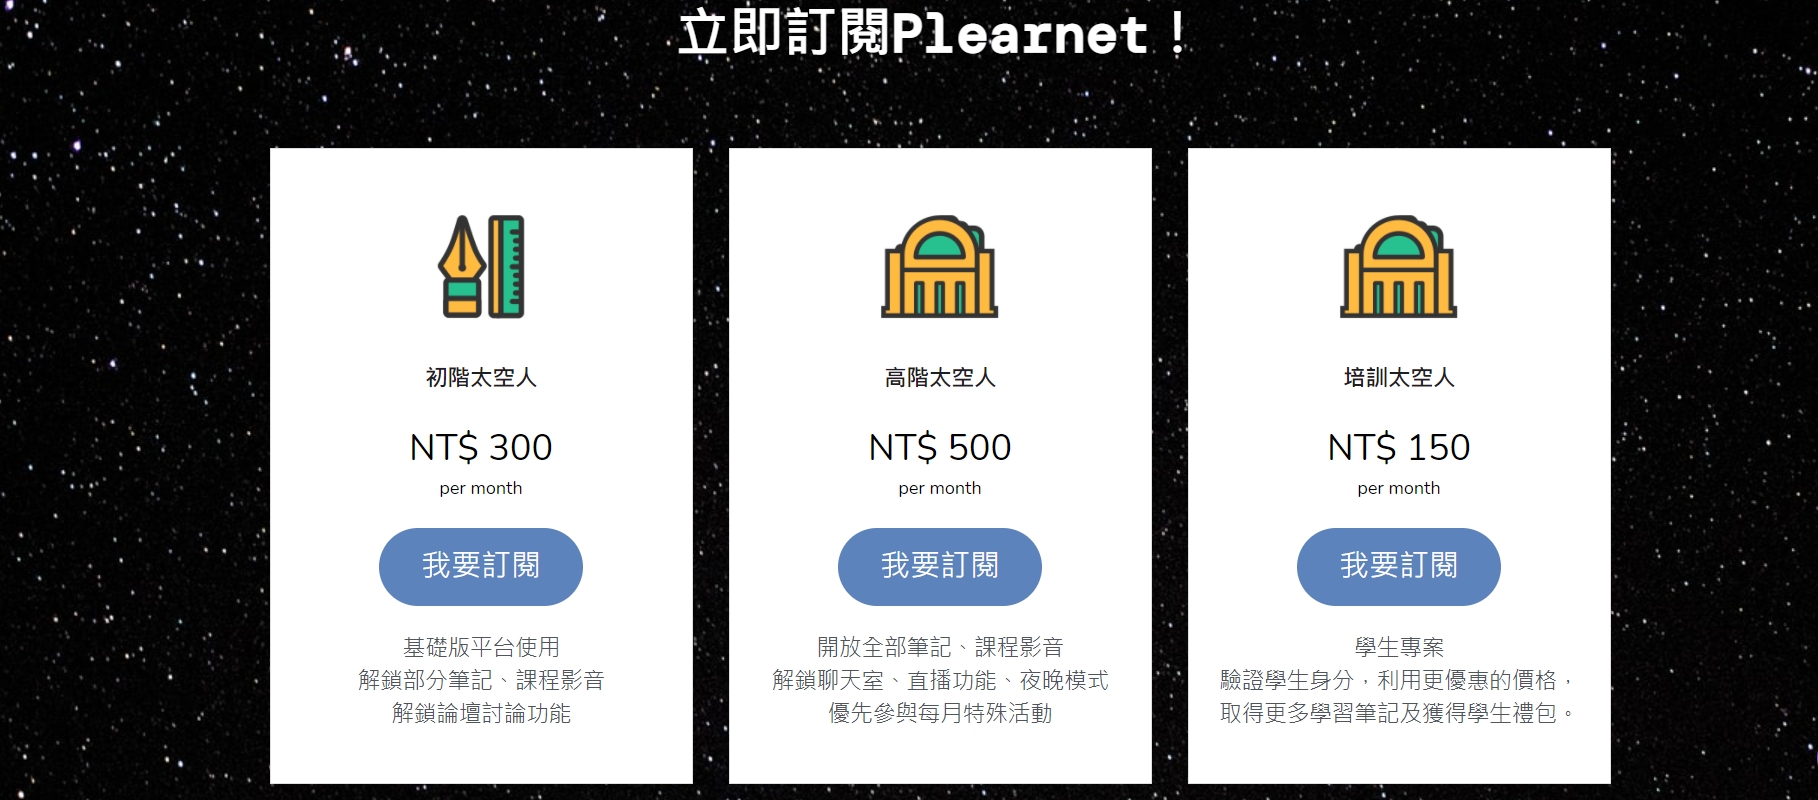 立即訂閱Plearnet！
初階太空人
NT$ 300
per month
我要訂閱
基礎版平台使用
解鎖部分筆記、課程影音
解鎖論壇討論功能
高階太空人
NT$ 500
per month
我要訂閱
開放全部筆記、課程影音
解鎖聊天室、直播功能、夜晚模式
優先參與每月特殊活動
培訓太空人
NT$ 150
per month
我要訂閱
學生專案
驗證學生身分，利用更優惠的價格，
取得更多學習筆記及獲得學生禮包。